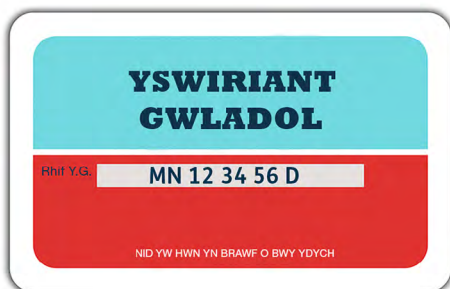 YSWIRIANT
GWLADOL
Rhif Y.G. MN 12 34 56 D
NID YW HWN YN BRAWF O BWY YDYCH